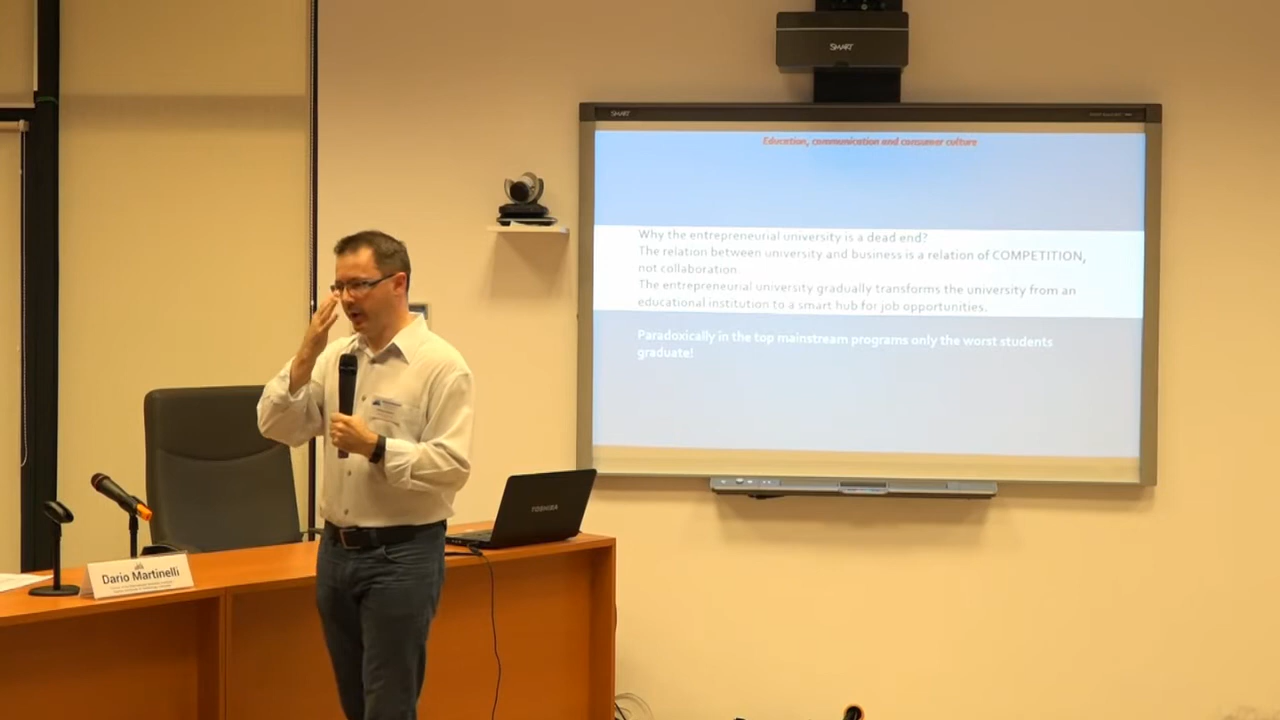 SMART
SMART
Education, communication and consumer culture
Why the entrepreneurial university is a dead end?
The relation between university and business is a relation of COMPETITION,
not collaboration.
The entrepreneurial university gradually transforms the university from an
educational institution to a smart hub for job opportunities.
Paradoxically in the top mainstream programs only the worst students
graduate!
TOSHIBA
Dario Martinelli